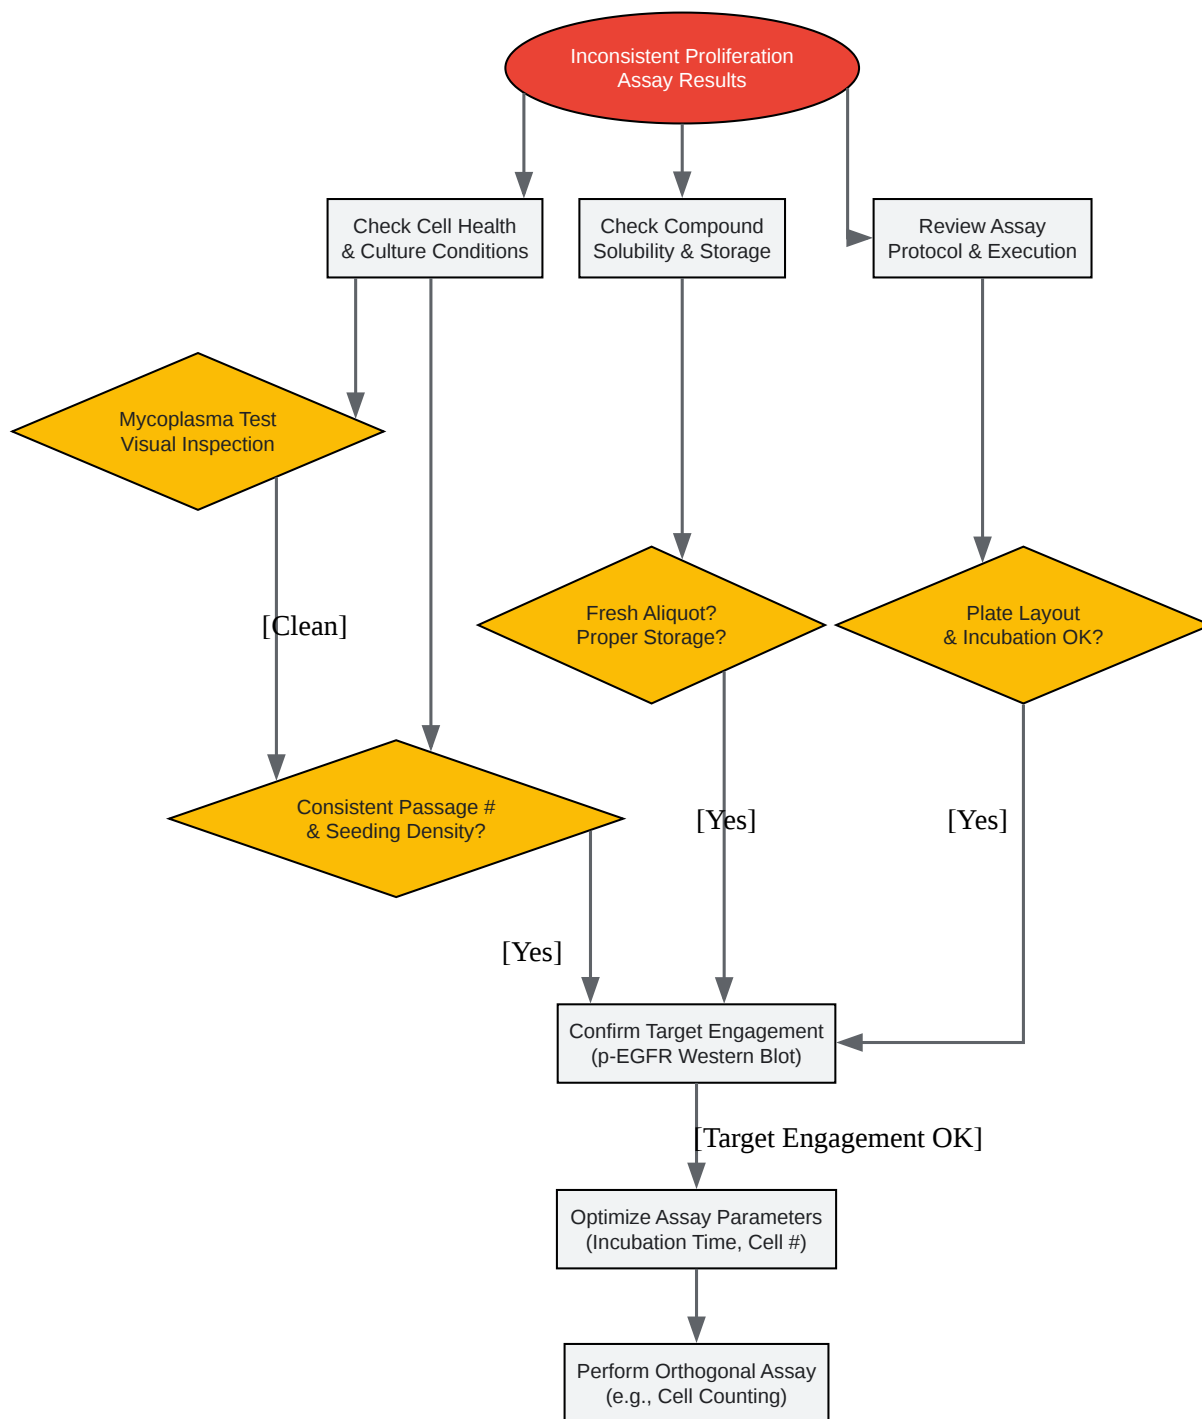 Inconsistent Proliferation
Assay Results
Check Cell Health
& Culture Conditions
Check Compound
Solubility & Storage
Review Assay
Protocol & Execution
Mycoplasma Test
Visual Inspection
Fresh Aliquot?
Proper Storage?
Plate Layout
& Incubation OK?
[Clean]
Consistent Passage #
& Seeding Density?
[Yes]
[Yes]
[Yes]
Confirm Target Engagement
(p-EGFR Western Blot)
[Target Engagement OK]
Optimize Assay Parameters
(Incubation Time, Cell #)
Perform Orthogonal Assay
(e.g., Cell Counting)